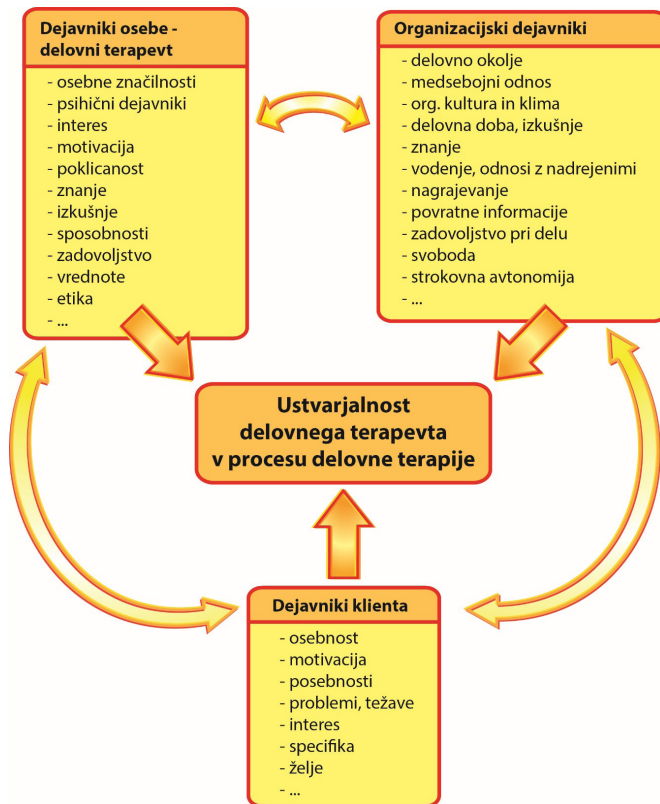 Dejavniki osebe -
delovni terapevt
- osebne značilnosti
- psihični dejavniki
- interes
- motivacija
- poklicanost
- znanje
- izkušnje
- sposobnosti
- zadovoljstvo
- vrednote
- etika
- ...
Organizacijski dejavniki
- delovno okolje
- medsebojni odnos
- org. kultura in klima
- delovna doba, izkušnje
- znanje
- vodenje, odnosi z nadrejenimi
- nagrajevanje
- povratne informacije
- zadovoljstvo pri delu
- svoboda
- strokovna avtonomija
- ...
Ustvarjalnost
delovnega terapevta
v procesu delovne terapije
Dejavniki klienta
- osebnost
- motivacija
- posebnosti
- problemi, težave
- interes
- specifika
- želje
- ...